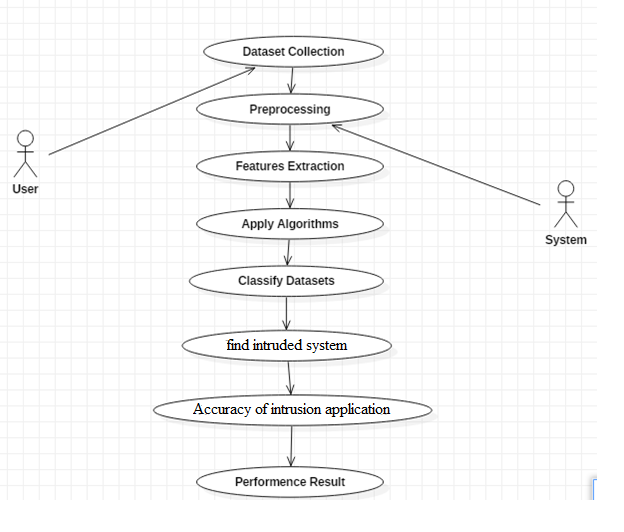 Dataset Collection
Preprocessing
Features Extraction
User
Apply Algorithms
System
Classify Datasets
find intruded system
Accuracy of intrusion application
Performence Result